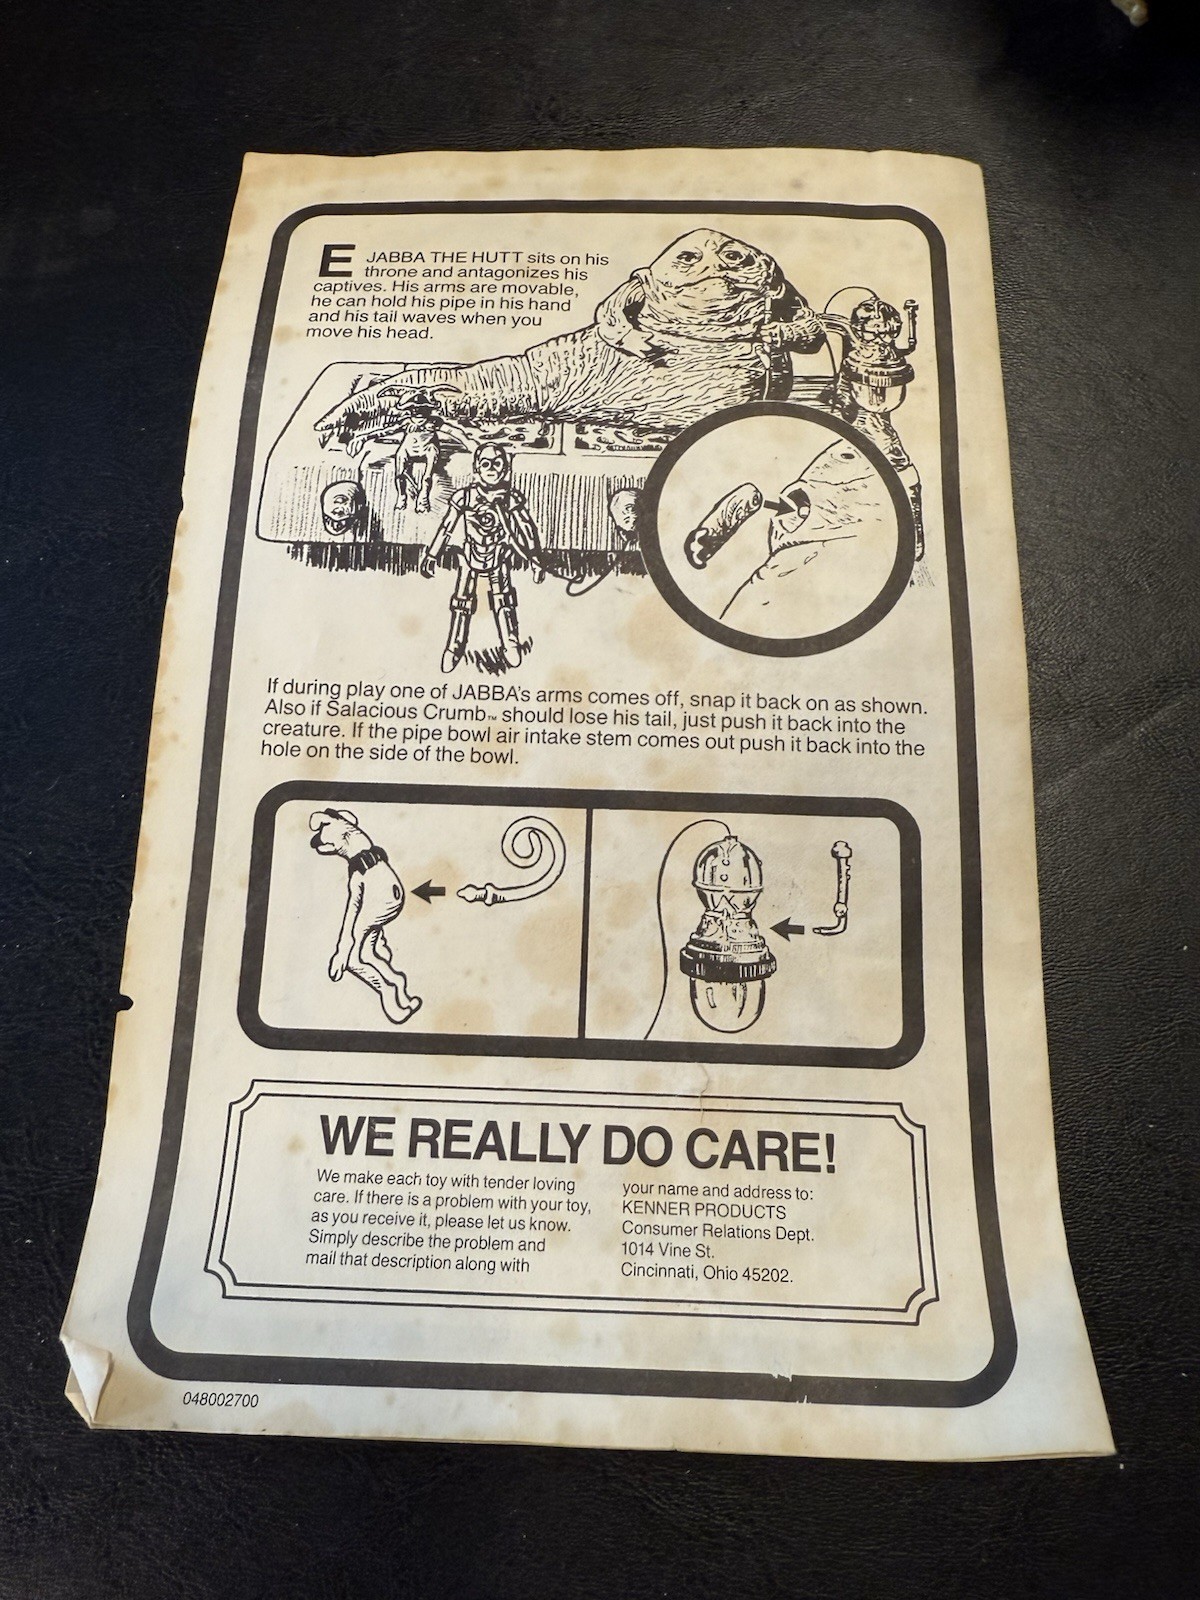 E JABBA THE HUTT sits on his
throne and antagonizes his
captives. His arms are movable,
he can hold his pipe in his hand
and his tail waves when you
move his head.
If during play one of JABBA's arms comes off, snap it back on as shown.
Also if Salacious Crumb™ should lose his tail, just push it back into the
creature. If the pipe bowl air intake stem comes out push it back into the
hole on the side of the bowl.
WE REALLY DO CARE!
We make each toy with tender loving
care. If there is a problem with your toy,
as you receive it, please let us know.
Simply describe the problem and
mail that description along with
your name and address to:
KENNER PRODUCTS
Consumer Relations Dept.
1014 Vine St.
Cincinnati, Ohio 45202.
048002700